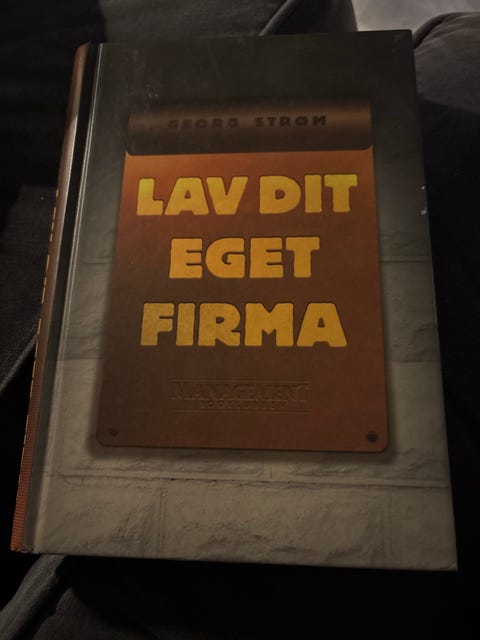 GEORG STRØM
LAV DIT
EGET
FIRMA
MANAGEMENT